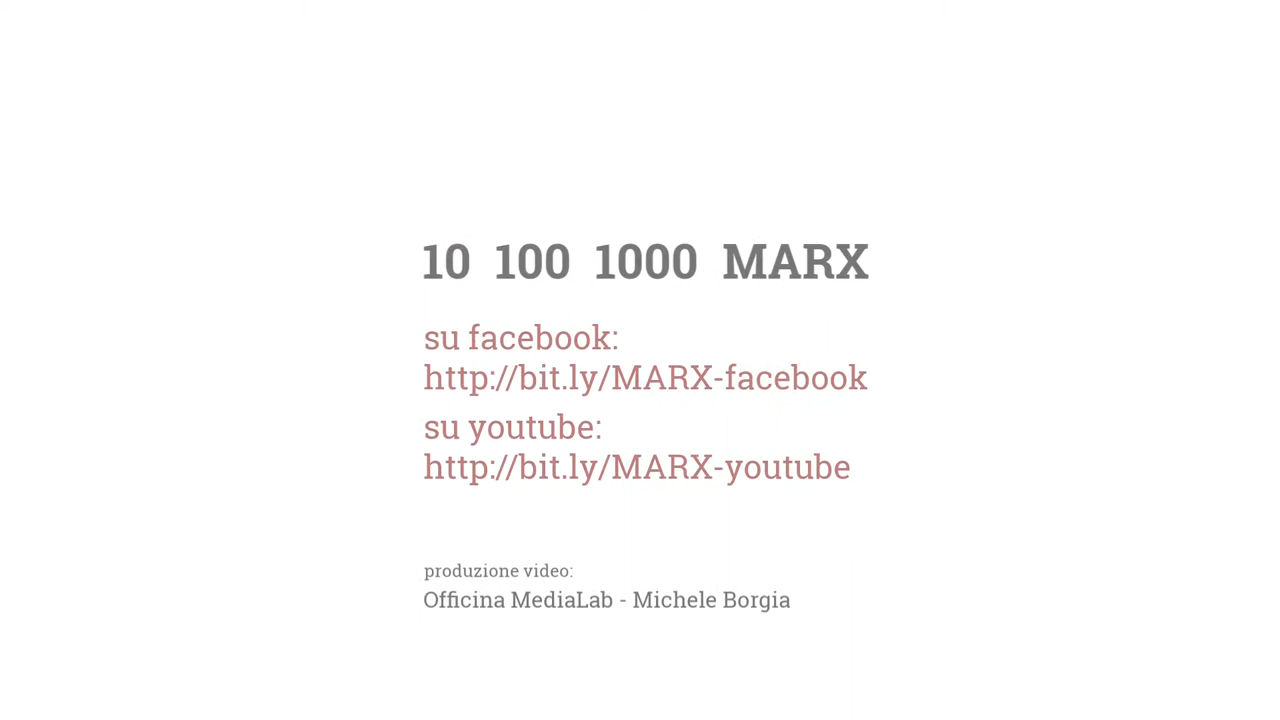 10 100 1000 MARX
su facebook:
http://bit.ly/MARX-facebook
su youtube:
http://bit.ly/MARX-youtube
produzione video:
Officina MediaLab - Michele Borgia